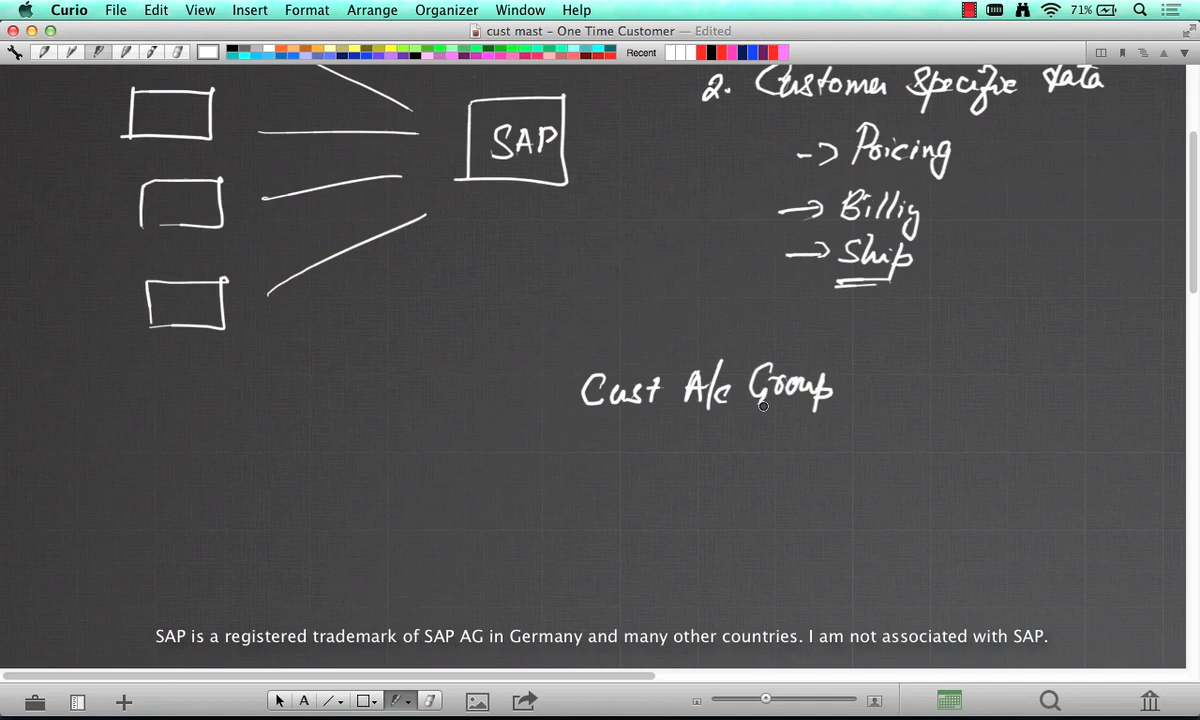 Curio File Edit View Insert Format Arrange Organizer Window Help 71%
cust mast - One Time Customer — Edited
Recent
2. Customer Specific data
SAP
-> Pricing
-> Billig
-> Ship
Cust A/c Group
SAP is a registered trademark of SAP AG in Germany and many other countries. I am not associated with SAP.
A